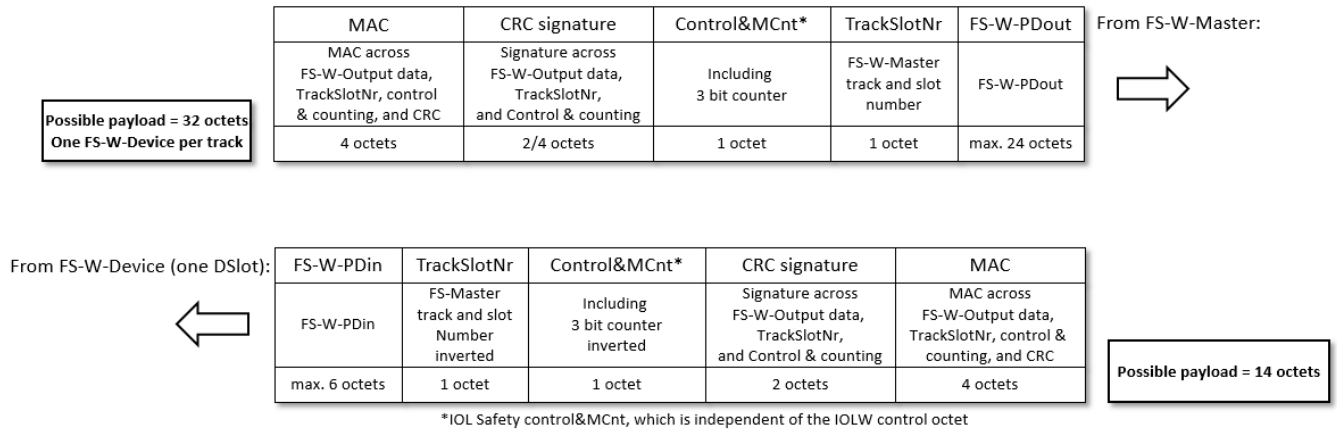 MAC CRC signature Control&MCnt* TrackSlotNr FS-W-PDout
From FS-W-Master:
MAC across
FS-W-Output data,
TrackSlotNr, control
& counting, and CRC
Signature across
FS-W-Output data,
TrackSlotNr,
and Control & counting
Including
3 bit counter
FS-W-Master
track and slot
number
FS-W-PDout
Possible payload = 32 octets
One FS-W-Device per track
4 octets 2/4 octets 1 octet 1 octet max. 24 octets
From FS-W-Device (one DSlot):
FS-W-PDin TrackSlotNr Control&MCnt* CRC signature MAC
FS-W-PDin
FS-Master
track and slot
Number
inverted
Including
3 bit counter
inverted
Signature across
FS-W-Output data,
TrackSlotNr,
and Control & counting
MAC across
FS-W-Output data,
TrackSlotNr, control &
counting, and CRC
max. 6 octets 1 octet 1 octet 2 octets 4 octets
Possible payload = 14 octets
*IOL Safety control&MCnt, which is independent of the IOLW control octet